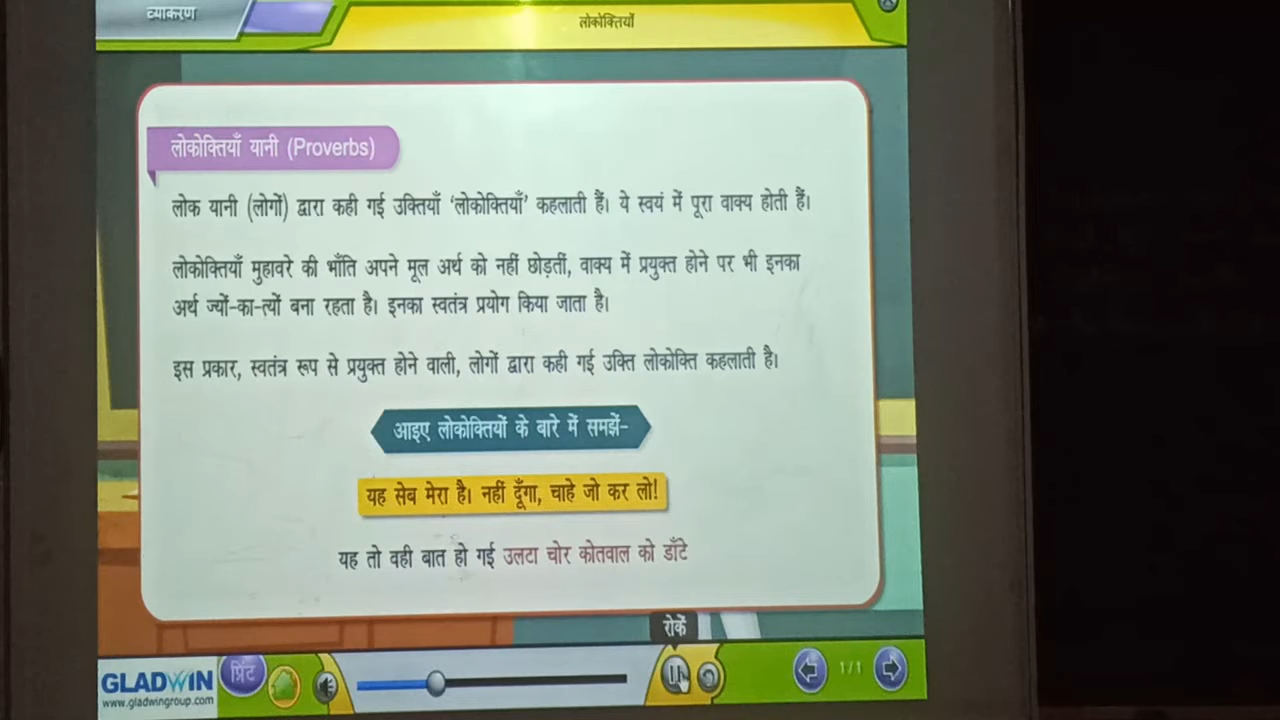 व्याकरण
लोकोक्तियाँ
लोकोक्तियाँ यानी (Proverbs)
लोक यानी (लोगों) द्वारा कही गई उक्तियाँ ‘लोकोक्तियाँ’ कहलाती हैं। ये स्वयं में पूरा वाक्य होती हैं।
लोकोक्तियाँ मुहावरे की भाँति अपने मूल अर्थ को नहीं छोड़तीं, वाक्य में प्रयुक्त होने पर भी इनका
अर्थ ज्यों-का-त्यों बना रहता है। इनका स्वतंत्र प्रयोग किया जाता है।
इस प्रकार, स्वतंत्र रूप से प्रयुक्त होने वाली, लोगों द्वारा कही गई उक्ति लोकोक्ति कहलाती है।
आइए लोकोक्तियों के बारे में समझें-
यह सेब मेरा है। नहीं दूँगा, चाहे जो कर लो!
यह तो वही बात हो गई उलटा चोर कोतवाल को डाँटे
रोकें
GLADWIN
www.gladwingroup.com
प्रिंट
1/1